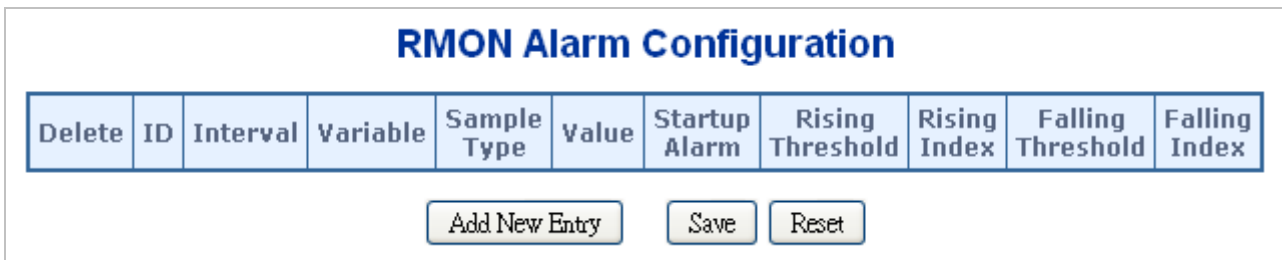 RMON Alarm Configuration
Delete ID Interval Variable Sample Type Value Startup Alarm Rising Threshold Rising Index Falling Threshold Falling Index
Add New Entry Save Reset